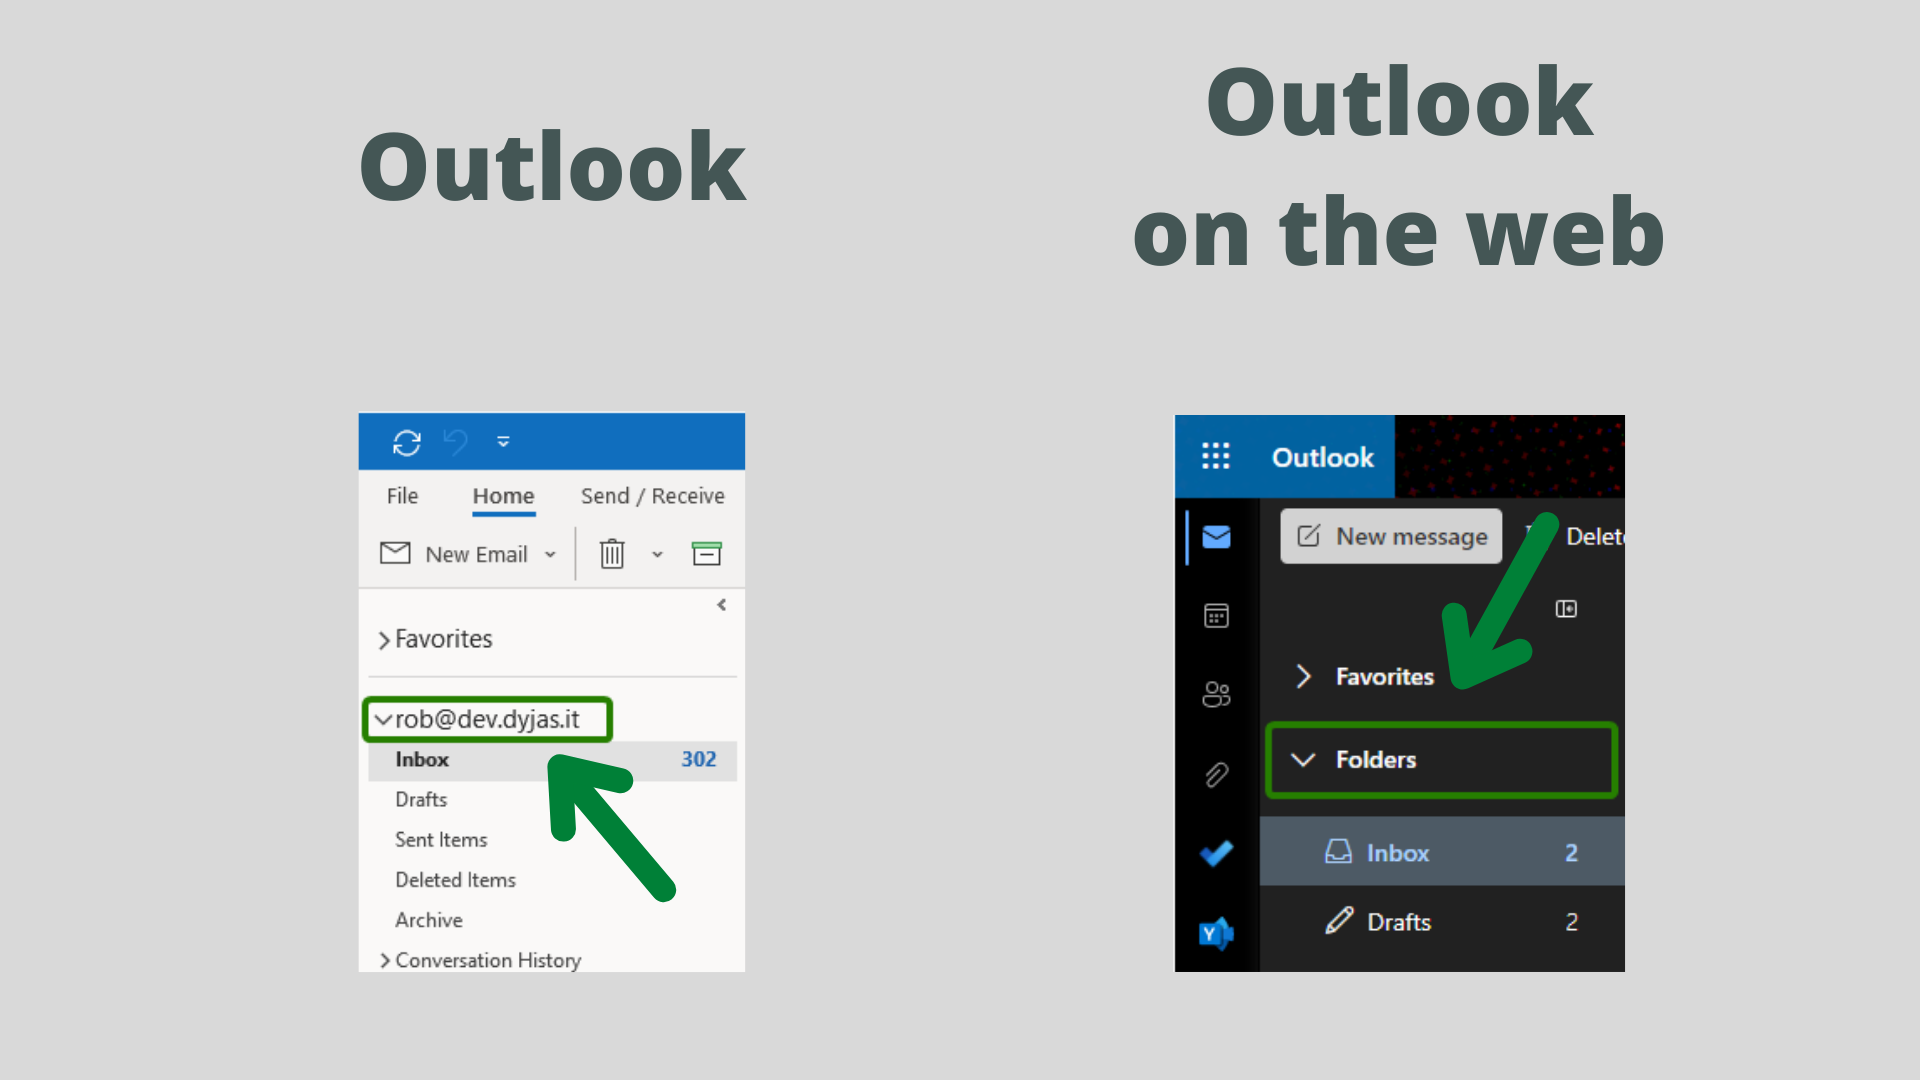 Outlook
Outlook
on the web
File Home Send / Receive
New Email
Favorites
rob@dev.dyjas.it
Inbox 302
Drafts
Sent Items
Deleted Items
Archive
Conversation History
Outlook
New message
Favorites
Folders
Inbox 2
Drafts 2
Y